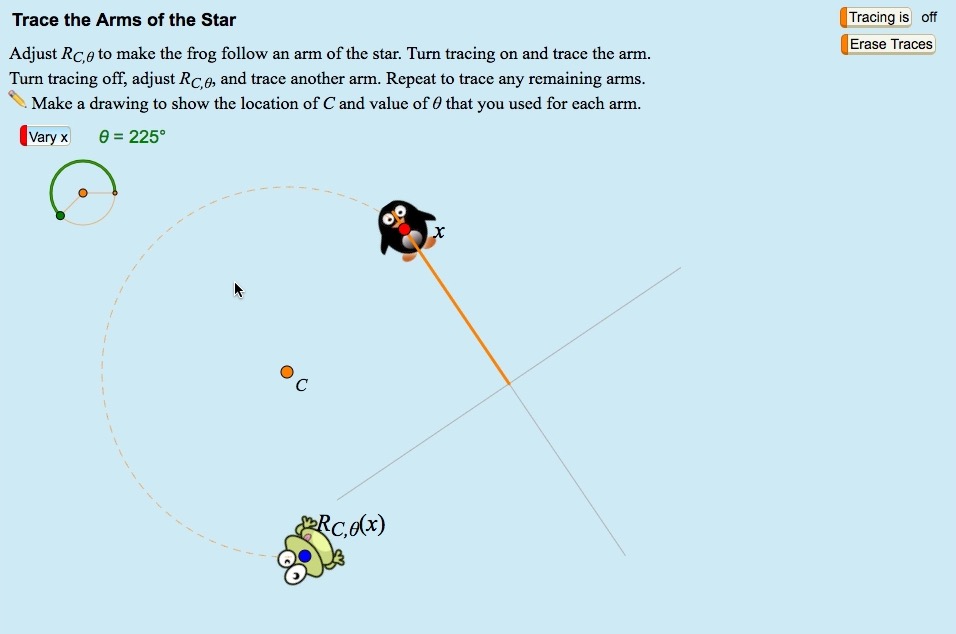 Trace the Arms of the Star
Tracing is off
Erase Traces
Adjust R_C,θ to make the frog follow an arm of the star. Turn tracing on and trace the arm.
Turn tracing off, adjust R_C,θ, and trace another arm. Repeat to trace any remaining arms.
Make a drawing to show the location of C and value of θ that you used for each arm.
Vary x θ = 225°
x
C
R_C,θ(x)